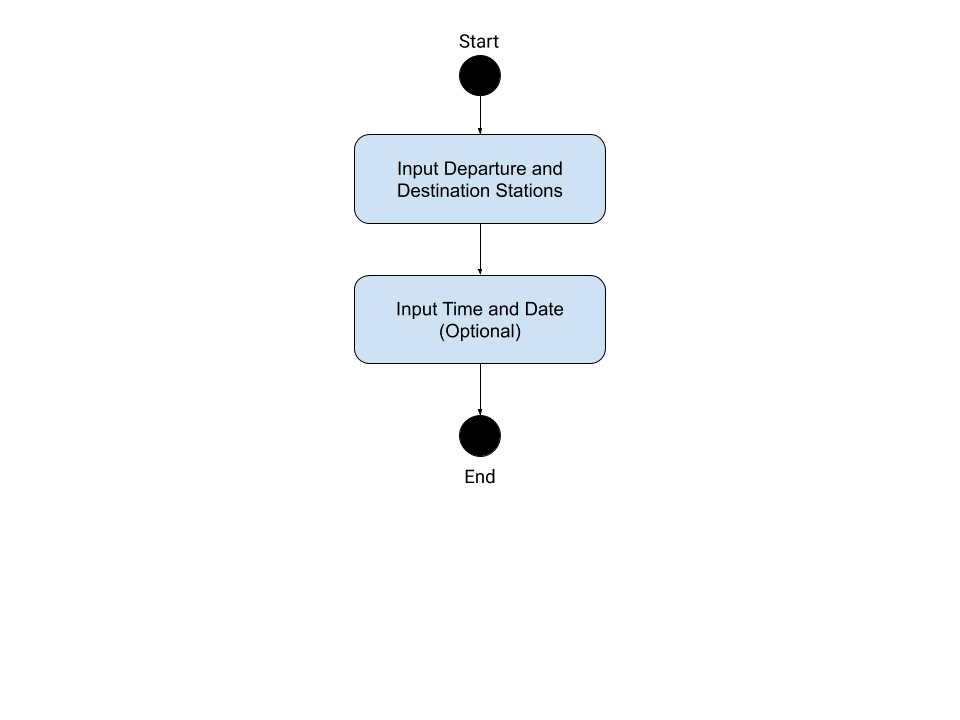 Start
Input Departure and
Destination Stations
Input Time and Date
(Optional)
End